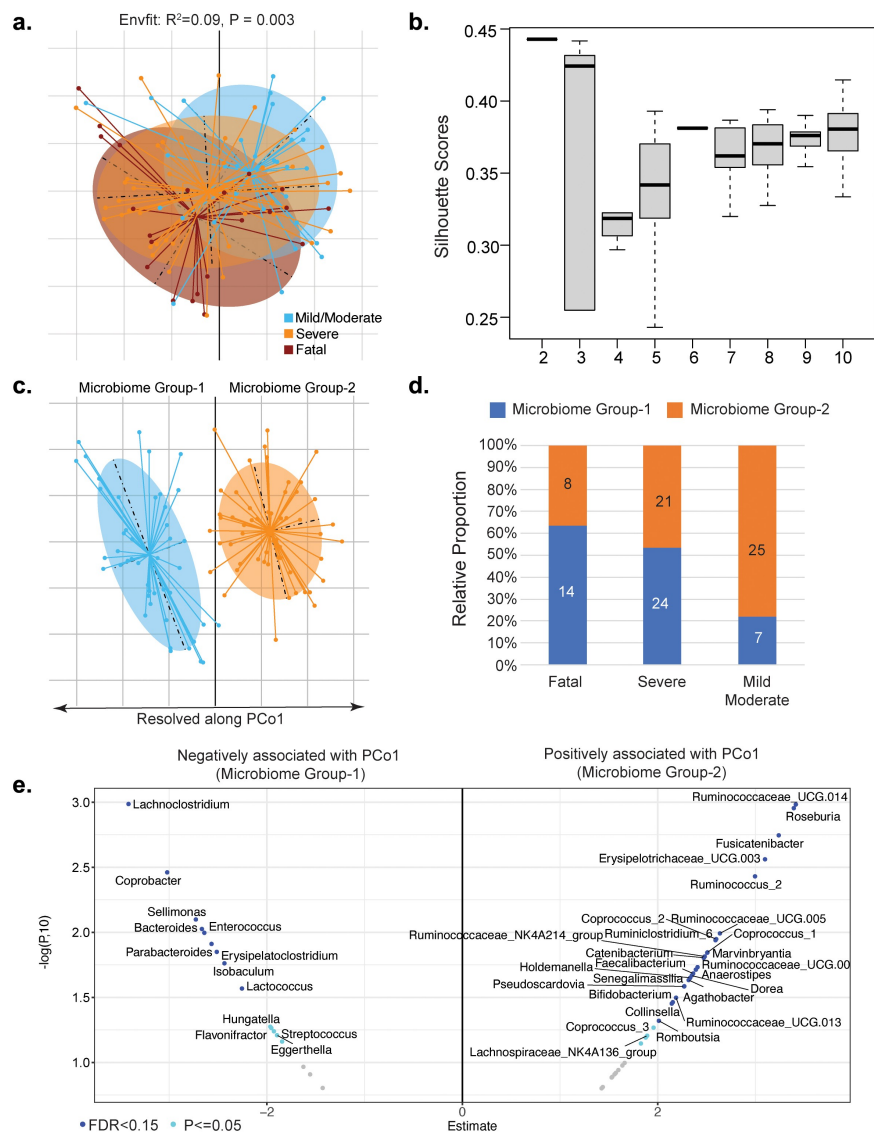 a.
Envfit: R²=0.09, P = 0.003
Mild/Moderate
Severe
Fatal
b.
Silhouette Scores
0.45
0.40
0.35
0.30
0.25
2 3 4 5 6 7 8 9 10
c.
Microbiome Group-1 Microbiome Group-2
Resolved along PCo1
d.
Microbiome Group-1 Microbiome Group-2
Relative Proportion
100%
90%
80%
70%
60%
50%
40%
30%
20%
10%
0%
8
14
21
24
25
7
Fatal
Severe
Mild
Moderate
e.
Negatively associated with PCo1
(Microbiome Group-1)
Positively associated with PCo1
(Microbiome Group-2)
-log(P,10)
3.0
2.5
2.0
1.5
1.0
Lachnoclostridium
Coprobacter
Sellimonas
Bacteroides
Enterococcus
Parabacteroides
Erysipelatoclostridium
Isobaculum
Lactococcus
Hungatella
Flavonifractor
Streptococcus
Eggerthella
Ruminococcaceae_UCG.014
Roseburia
Fusicatenibacter
Erysipelotrichaceae_UCG.003
Ruminococcus_2
Coprococcus_2
Ruminococcaceae_UCG.005
Ruminococcaceae_NK4A214_group
Ruminiclostridium_6
Coprococcus_1
Catenibacterium
Marvinbryantia
Faecalibacterium
Ruminococcaceae_UCG.00
Holdemanella
Anaerostipes
Senegalimassilia
Pseudoscardovia
Dorea
Bifidobacterium
Agathobacter
Collinsella
Coprococcus_3
Ruminococcaceae_UCG.013
Romboutsia
Lachnospiraceae_NK4A136_group
−2 0 2
Estimate
FDR<0.15 P<=0.05